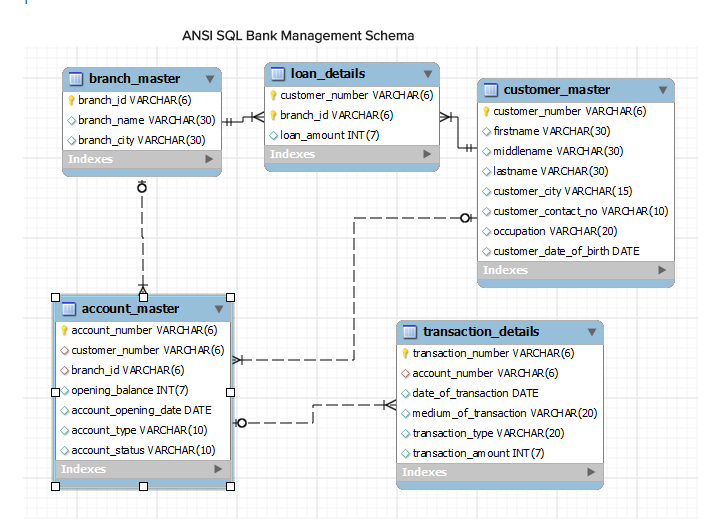 ANSI SQL Bank Management Schema
branch_master
branch_id VARCHAR(6)
branch_name VARCHAR(30)
branch_city VARCHAR(30)
Indexes
loan_details
customer_number VARCHAR(6)
branch_id VARCHAR(6)
loan_amount INT(7)
Indexes
customer_master
customer_number VARCHAR(6)
firstname VARCHAR(30)
middlename VARCHAR(30)
lastname VARCHAR(30)
customer_city VARCHAR(15)
customer_contact_no VARCHAR(10)
occupation VARCHAR(20)
customer_date_of_birth DATE
Indexes
account_master
account_number VARCHAR(6)
customer_number VARCHAR(6)
branch_id VARCHAR(6)
opening_balance INT(7)
account_opening_date DATE
account_type VARCHAR(10)
account_status VARCHAR(10)
Indexes
transaction_details
transaction_number VARCHAR(6)
account_number VARCHAR(6)
date_of_transaction DATE
medium_of_transaction VARCHAR(20)
transaction_type VARCHAR(20)
transaction_amount INT(7)
Indexes